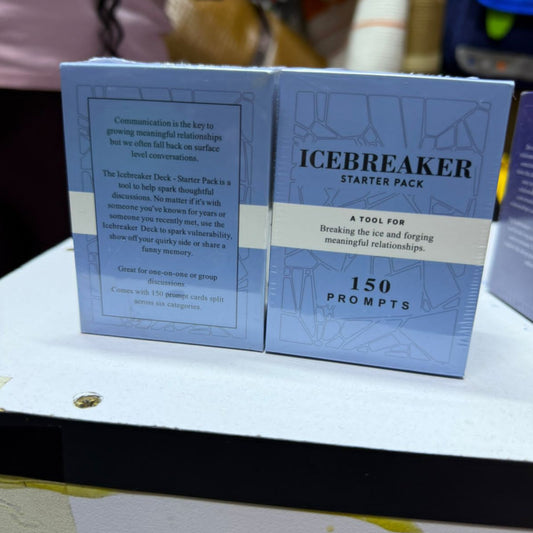 Communication is the key to
growing meaningful relationships
but we often fall back on surface
level conversations.
The Icebreaker Deck - Starter Pack is a
tool to help spark thoughtful
discussions. No matter if it's with
someone you've known for years or
someone you recently met, use the
Icebreaker Deck to spark vulnerability,
show off your quirky side or share a
funny memory.
Great for one-on-one or group
discussions
Comes with 150 prompt cards split
across six categories.
ICEBREAKER
STARTER PACK
A TOOL FOR
Breaking the ice and forging
meaningful relationships.
150
PROMPTS